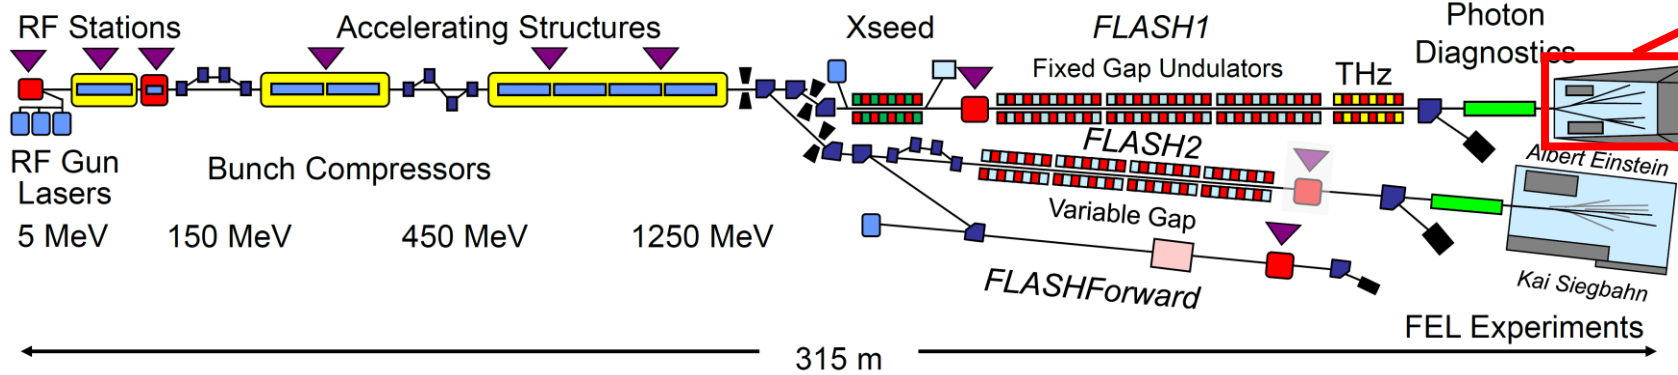 RF Stations
Accelerating Structures
Xseed
FLASH1
Photon
Diagnostics
Fixed Gap Undulators
THz
FLASH2
RF Gun
Lasers
Bunch Compressors
Albert Einstein
Variable Gap
5 MeV
150 MeV
450 MeV
1250 MeV
FLASHForward
Kai Siegbahn
FEL Experiments
315 m